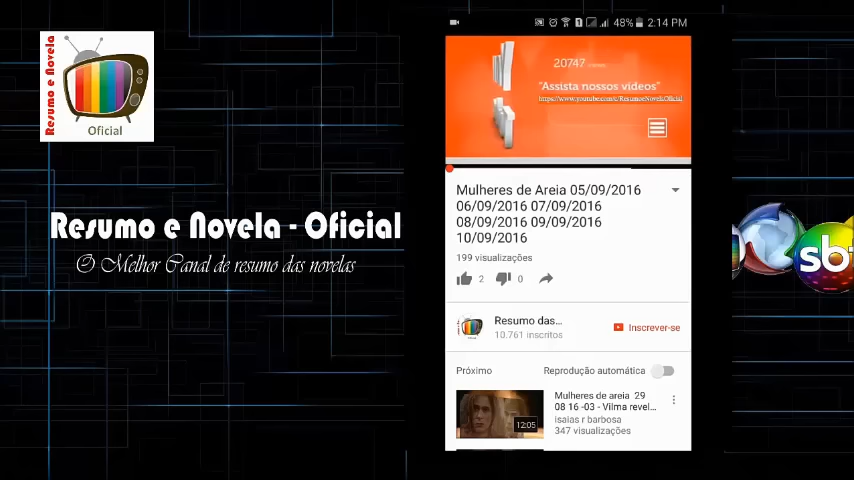 Resumo e Novela
Oficial
Resumo e Novela - Oficial
O Melhor Canal de resumo das novelas
48% 2:14 PM
20747
"Assista nossos vídeos"
Mulheres de Areia 05/09/2016
06/09/2016 07/09/2016
08/09/2016 09/09/2016
10/09/2016
199 visualizações
2 0
Resumo das...
10.761 inscritos
Inscrever-se
Próximo
Reprodução automática
12:05
Mulheres de areia 29
08 16 -03 - Vilma revel...
isaias r barbosa
347 visualizações
sb